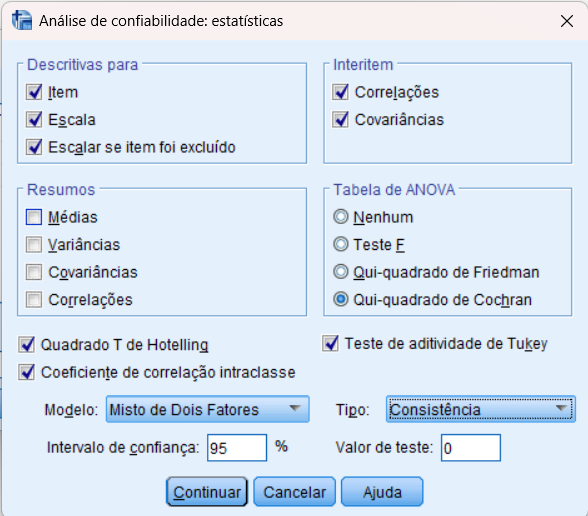 Análise de confiabilidade: estatísticas
Descritivas para
Item
Escala
Escalar se item foi excluído
Interitem
Correlações
Covariâncias
Resumos
Médias
Variâncias
Covariâncias
Correlações
Tabela de ANOVA
Nenhum
Teste F
Qui-quadrado de Friedman
Qui-quadrado de Cochran
Quadrado T de Hotelling
Teste de aditividade de Tukey
Coeficiente de correlação intraclasse
Modelo: Misto de Dois Fatores Tipo: Consistência
Intervalo de confiança: 95 % Valor de teste: 0
Continuar Cancelar Ajuda